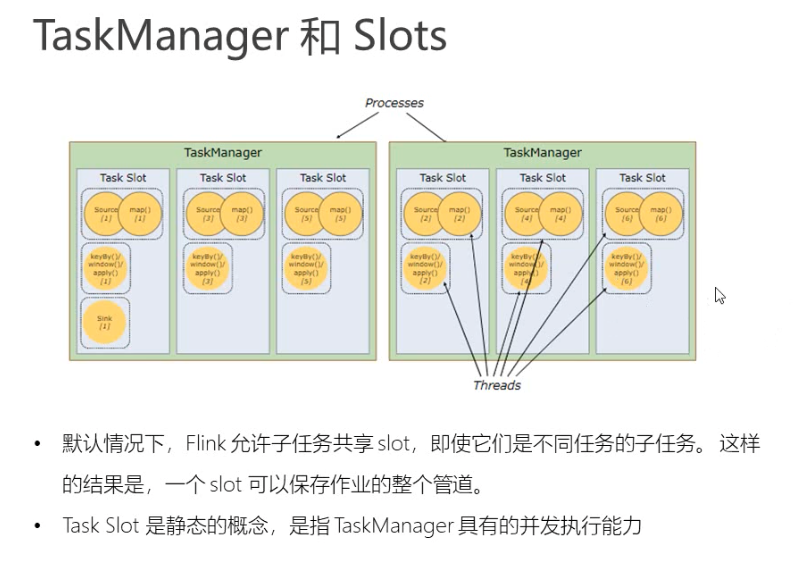 TaskManager 和 Slots
Processes
TaskManager
TaskManager
Task Slot
Task Slot
Task Slot
Task Slot
Task Slot
Task Slot
Source
[1]
map()
[1]
Source
[3]
map()
[3]
Source
[5]
map()
[5]
Source
[2]
map()
[2]
Source
[4]
map()
[4]
Source
[6]
map()
[6]
keyBy()/
window()/
apply()
[1]
keyBy()/
window()/
apply()
[3]
keyBy()/
window()/
apply()
[5]
keyBy()/
window()/
apply()
[2]
keyBy()/
window()/
apply()
[4]
keyBy()/
window()/
apply()
[6]
Sink
[1]
Threads
• 默认情况下，Flink 允许子任务共享 slot，即使它们是不同任务的子任务。 这样
的结果是，一个 slot 可以保存作业的整个管道。
• Task Slot 是静态的概念，是指 TaskManager 具有的并发执行能力